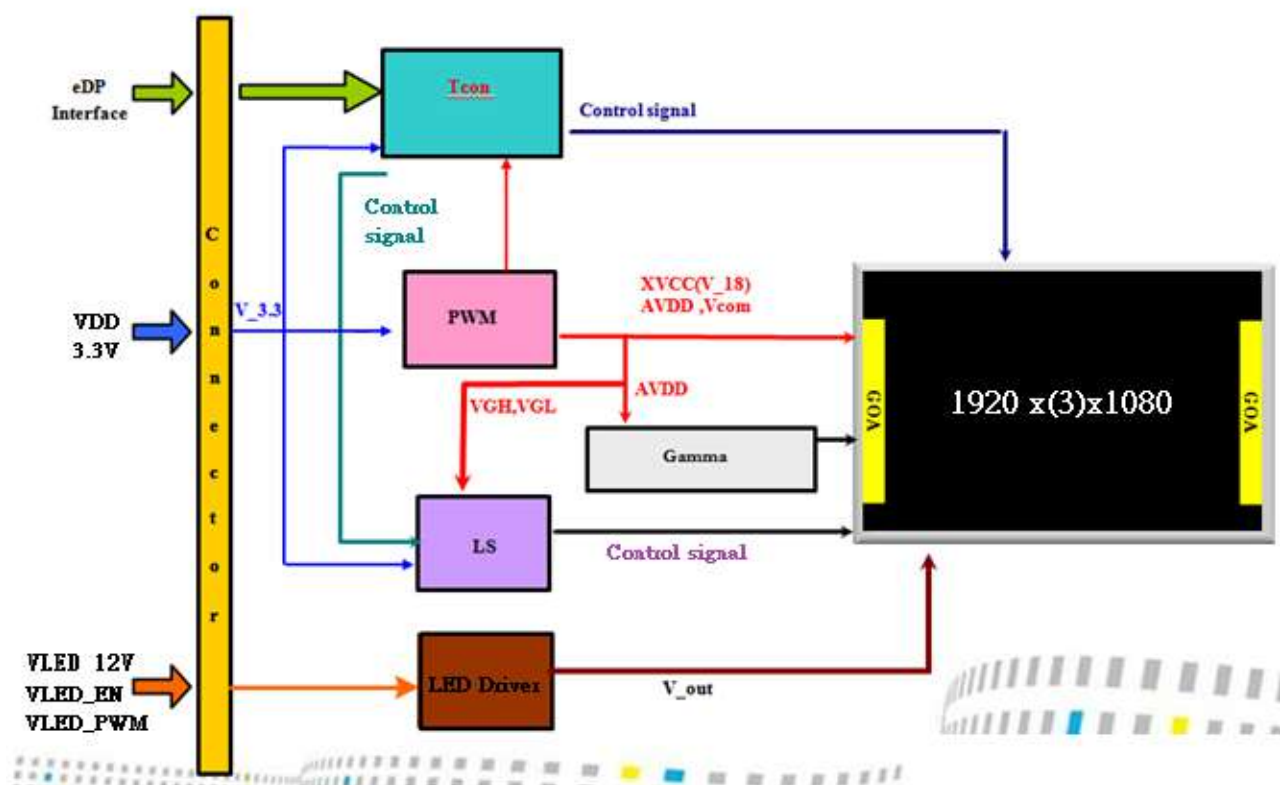 eDP
Interface
Tcon
Control signal
Control
signal
Connector
XVCC(V_18)
AVDD ,Vcom
V_3.3
VDD
3.3V
PWM
GOA
1920 x(3)x1080
GOA
VGH,VGL
AVDD
Gamma
LS
Control signal
VLED 12V
VLED_EN
VLED_PWM
LED Driver
V_out